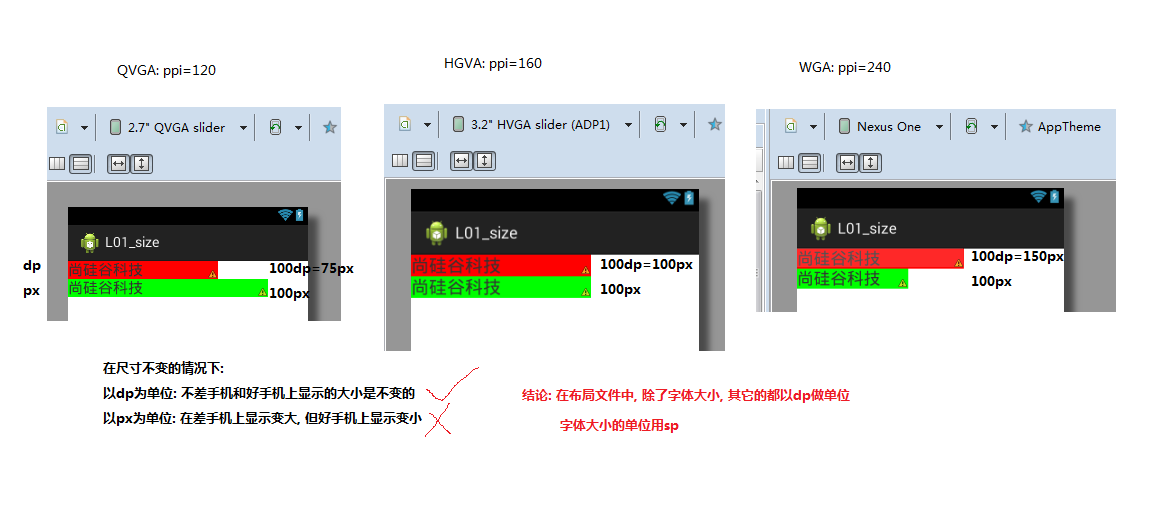 QVGA: ppi=120
HGVA: ppi=160
WGA: ppi=240
2.7" QVGA slider
3.2" HVGA slider (ADP1)
Nexus One
AppTheme
L01_size
L01_size
L01_size
dp
尚硅谷科技
100dp=75px
px
尚硅谷科技
100px
尚硅谷科技
100dp=100px
尚硅谷科技
100px
尚硅谷科技
100dp=150px
尚硅谷科技
100px
在尺寸不变的情况下:
以dp为单位: 不差手机和好手机上显示的大小是不变的
以px为单位: 在差手机上显示变大, 但好手机上显示变小
结论: 在布局文件中, 除了字体大小, 其它的都以dp做单位
字体大小的单位用sp